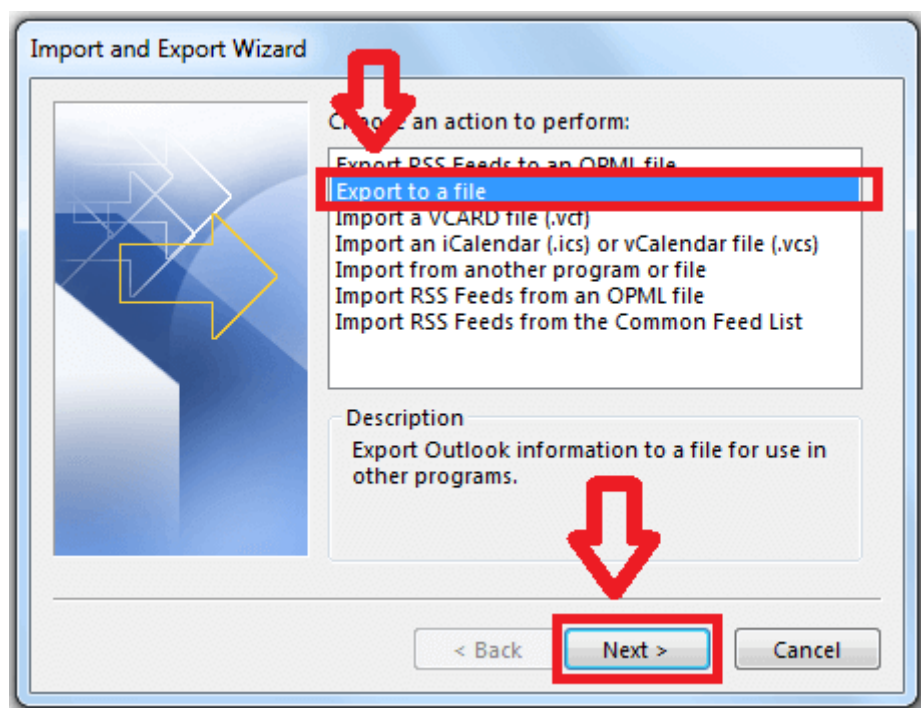 Import and Export Wizard
Choose an action to perform:
Export RSS Feeds to an OPML file
Export to a file
Import a VCARD file (.vcf)
Import an iCalendar (.ics) or vCalendar file (.vcs)
Import from another program or file
Import RSS Feeds from an OPML file
Import RSS Feeds from the Common Feed List
Description
Export Outlook information to a file for use in
other programs.
< Back Next > Cancel